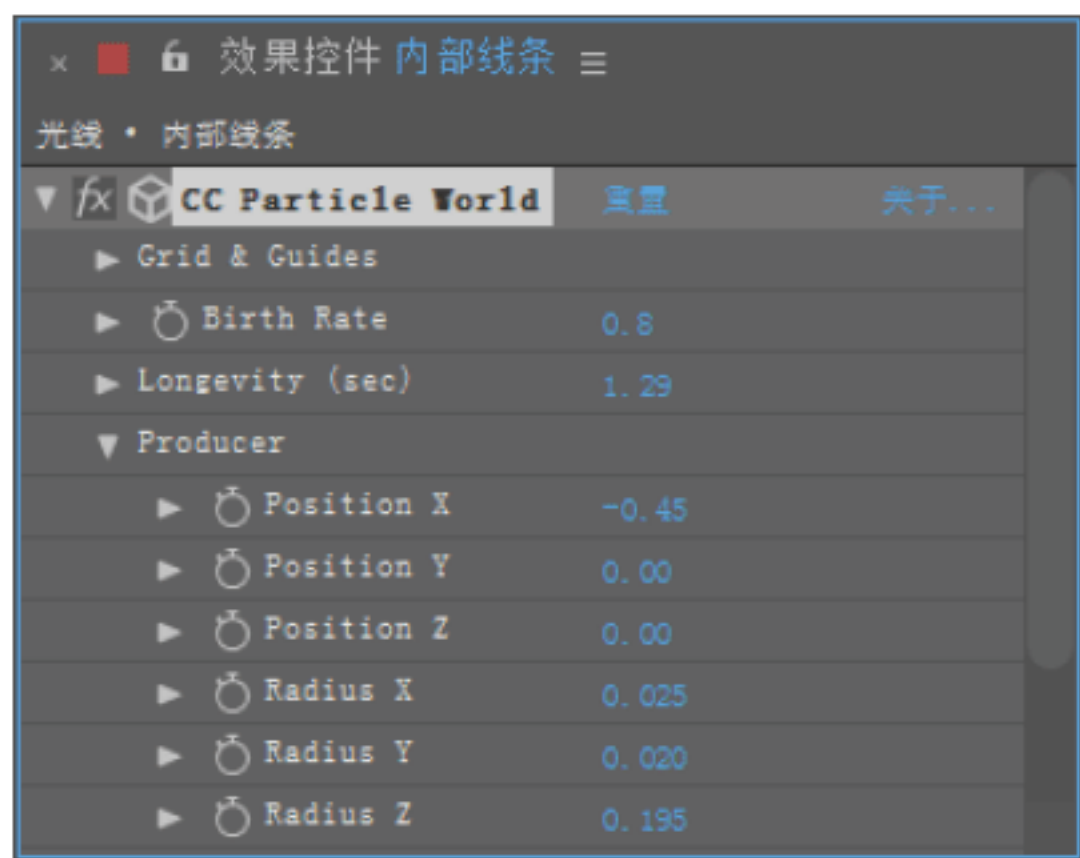 效果控件 内部线条
光线 • 内部线条
fx CC Particle World 重置 关于...
Grid & Guides
Birth Rate 0.8
Longevity (sec) 1.29
Producer
Position X -0.45
Position Y 0.00
Position Z 0.00
Radius X 0.025
Radius Y 0.020
Radius Z 0.195